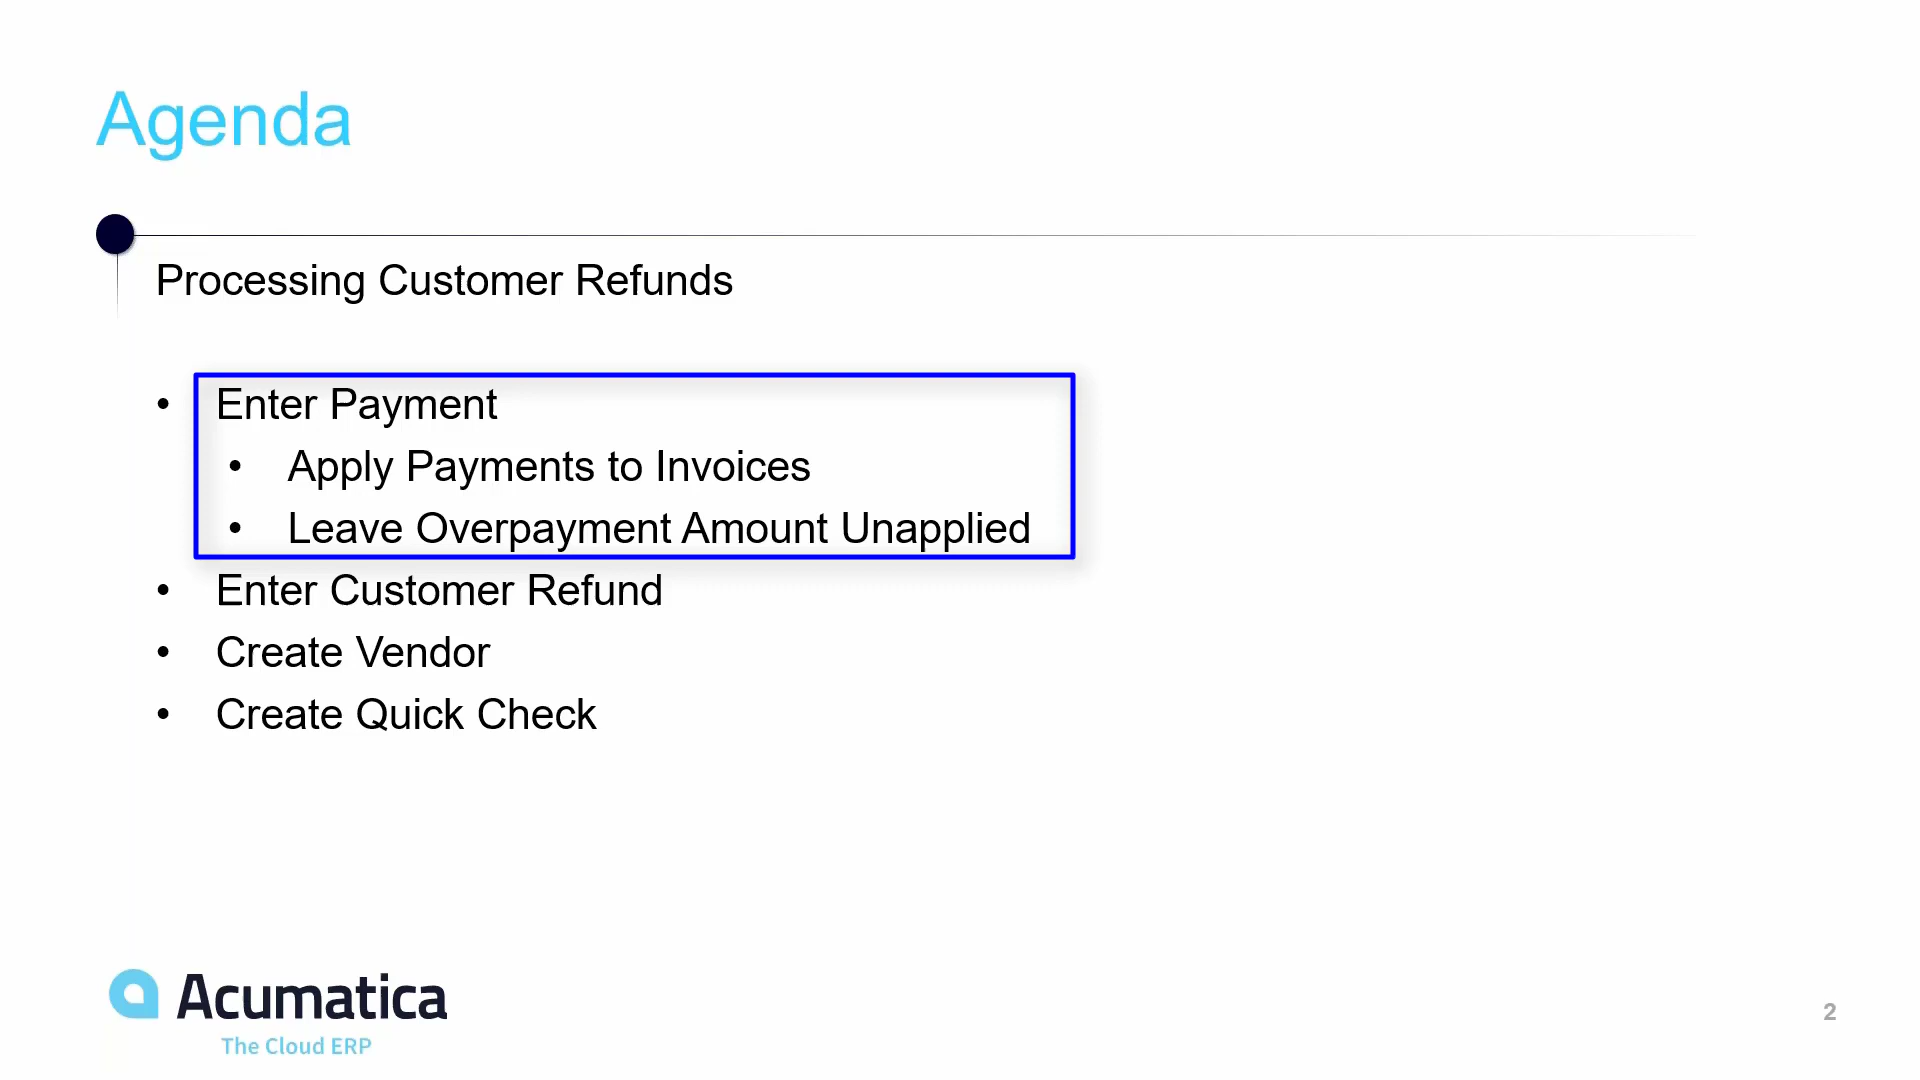 Agenda
Processing Customer Refunds
• Enter Payment
• Apply Payments to Invoices
• Leave Overpayment Amount Unapplied
• Enter Customer Refund
• Create Vendor
• Create Quick Check
Acumatica
The Cloud ERP
2